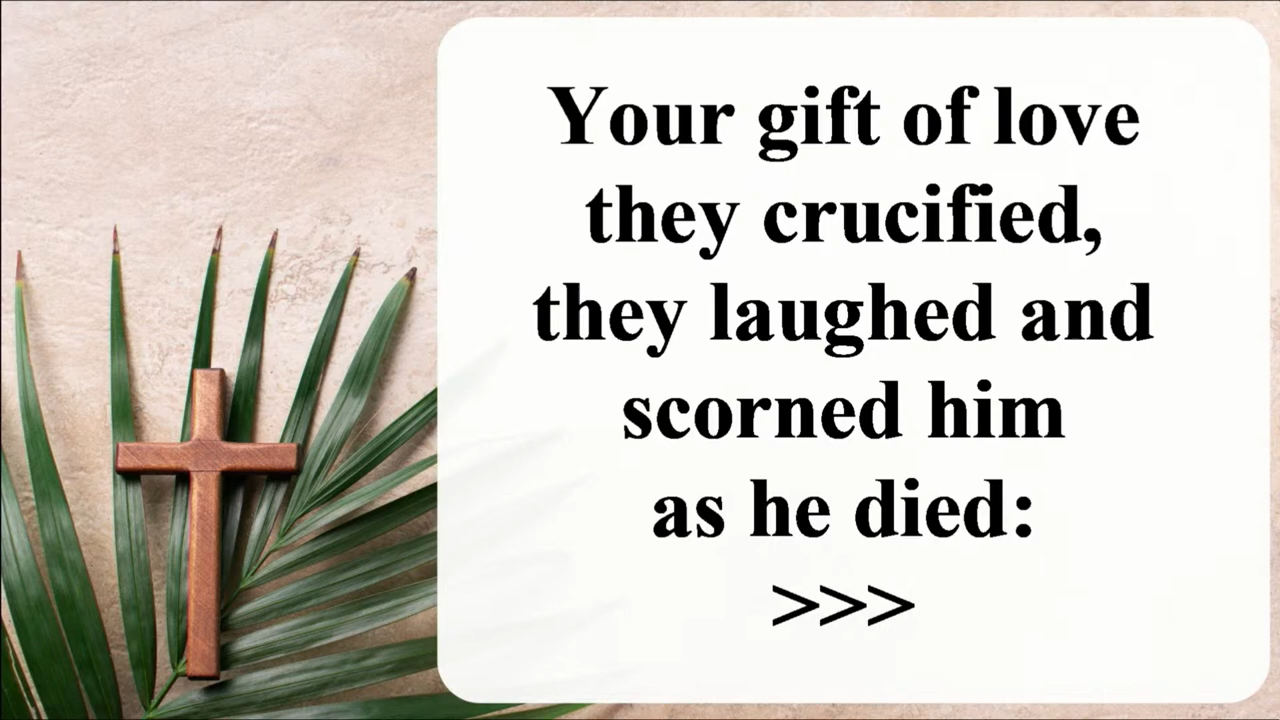 Your gift of love
they crucified,
they laughed and
scorned him
as he died:
>>>